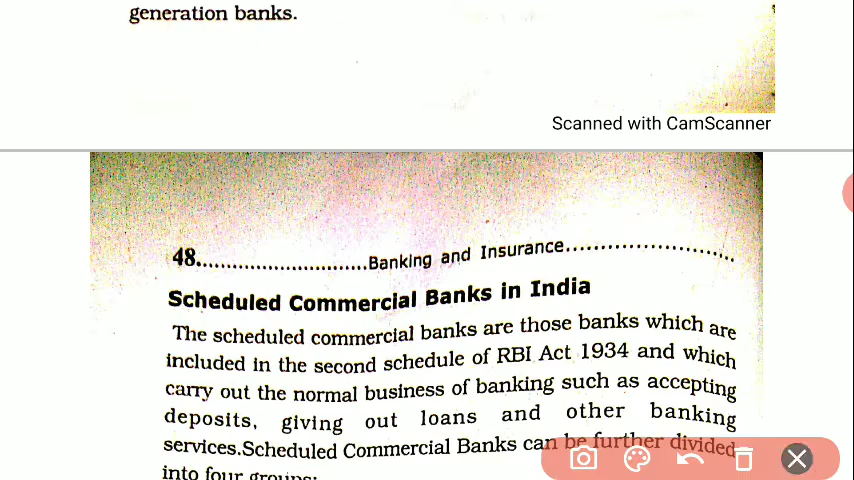 generation banks.
Scanned with CamScanner
48............................Banking and Insurance............................
Scheduled Commercial Banks in India
The scheduled commercial banks are those banks which are
included in the second schedule of RBI Act 1934 and which
carry out the normal business of banking such as accepting
deposits, giving out loans and other banking
services.Scheduled Commercial Banks can be further divided
into four groups: